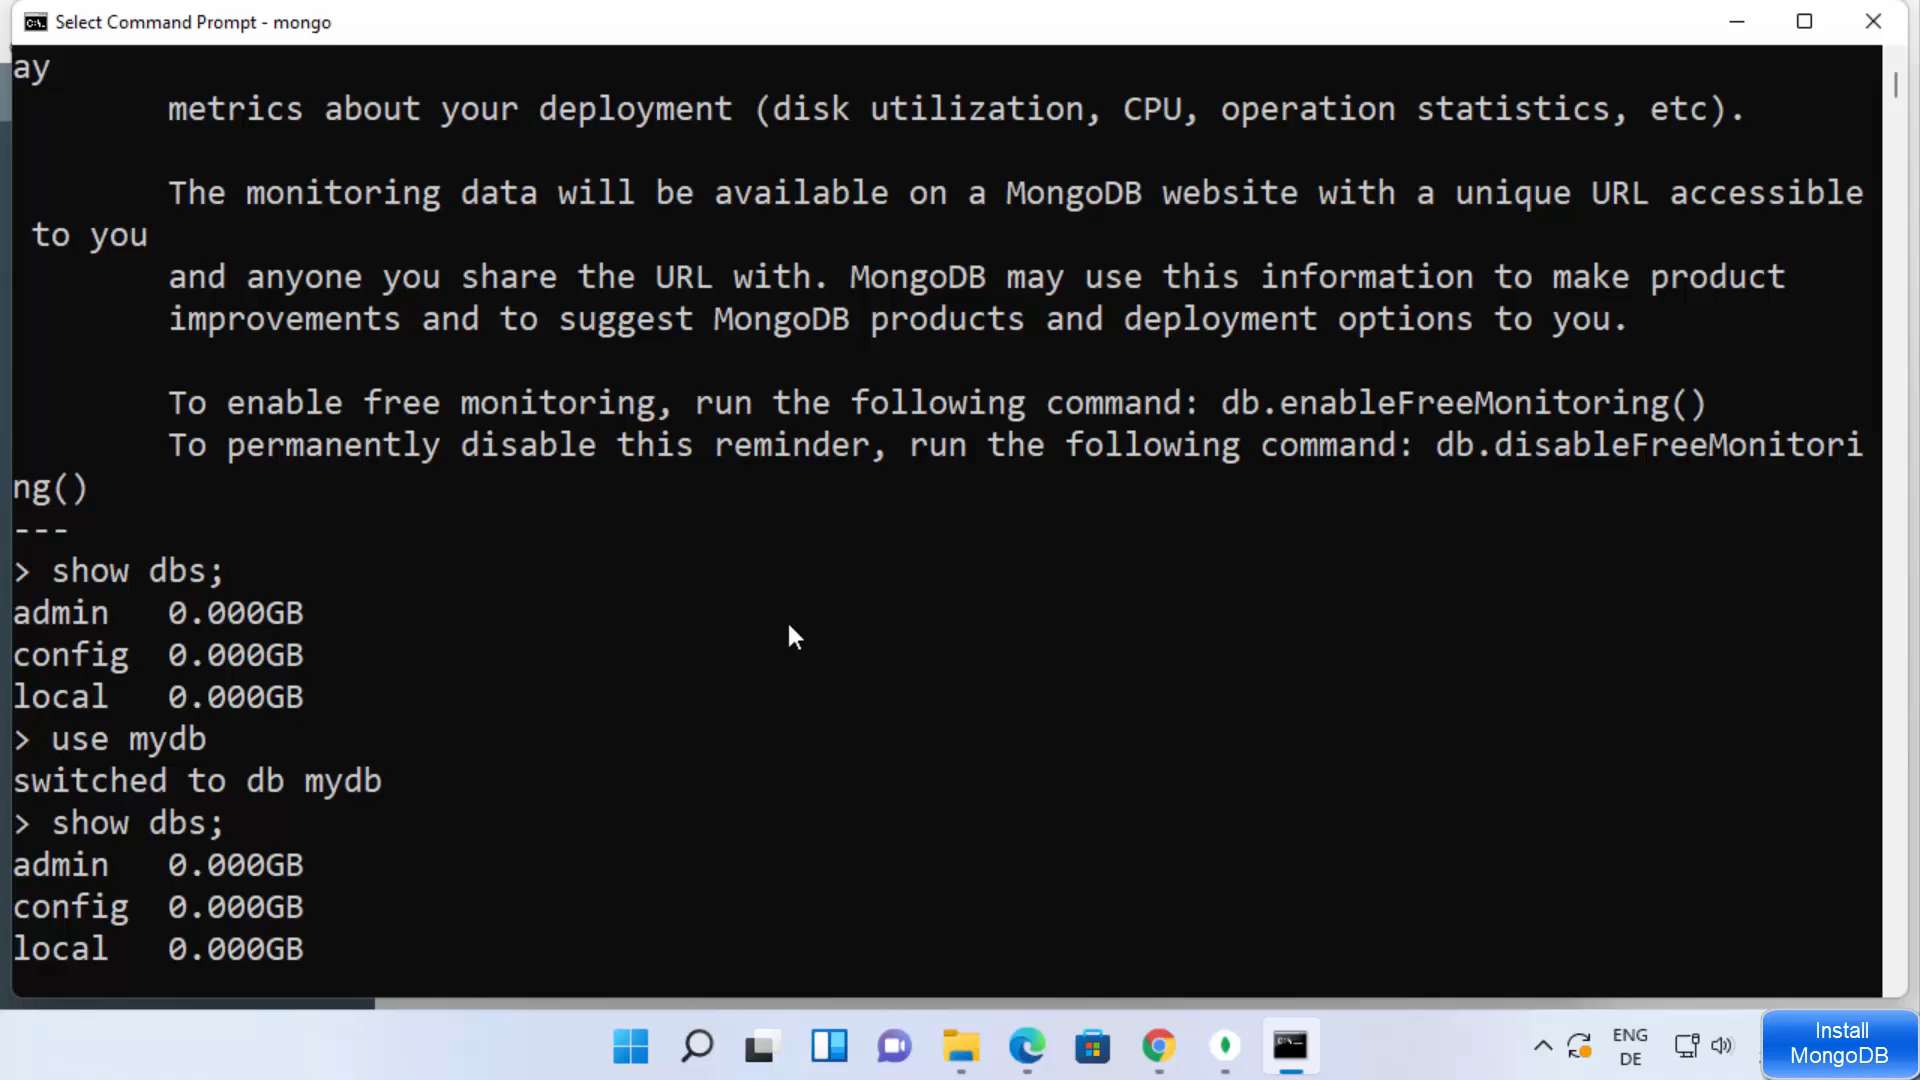 Select Command Prompt - mongo
ay
metrics about your deployment (disk utilization, CPU, operation statistics, etc).
The monitoring data will be available on a MongoDB website with a unique URL accessible
to you
and anyone you share the URL with. MongoDB may use this information to make product
improvements and to suggest MongoDB products and deployment options to you.
To enable free monitoring, run the following command: db.enableFreeMonitoring()
To permanently disable this reminder, run the following command: db.disableFreeMonitori
ng()
---
> show dbs;
admin   0.000GB
config  0.000GB
local   0.000GB
> use mydb
switched to db mydb
> show dbs;
admin   0.000GB
config  0.000GB
local   0.000GB
ENG
DE
Install
MongoDB